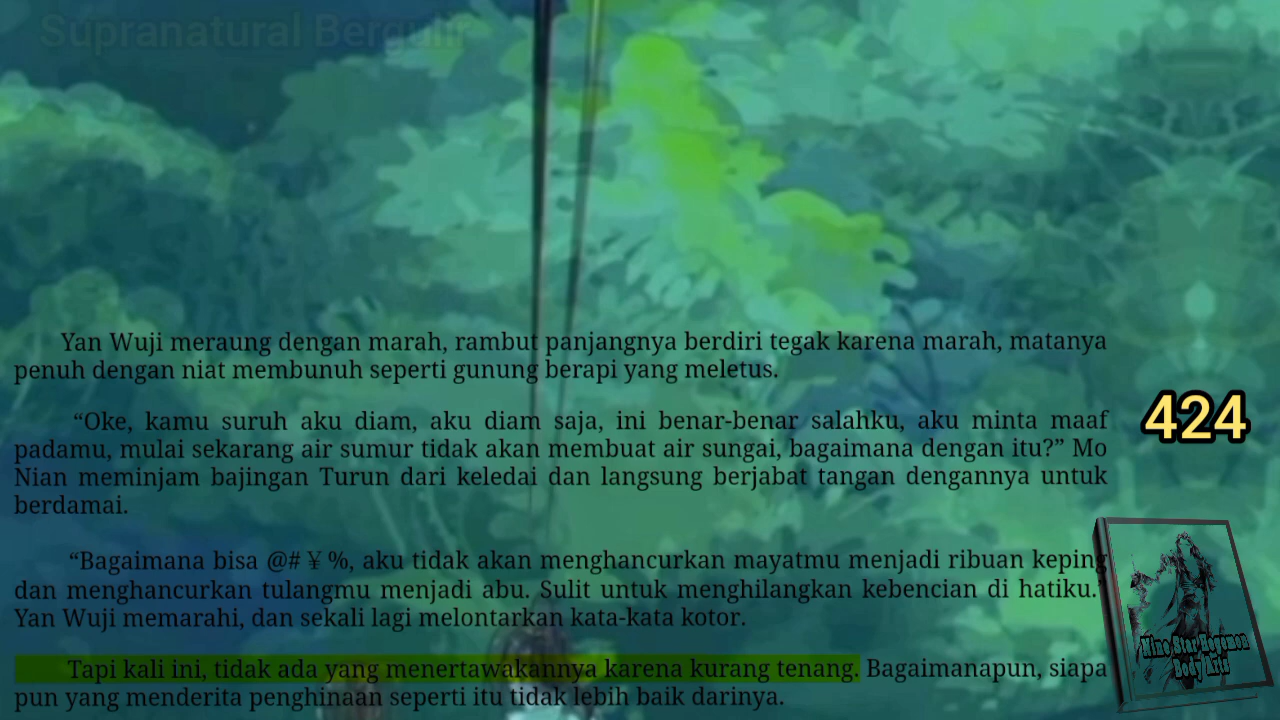 Supranatural Bergulir
Yan Wuji meraung dengan marah, rambut panjangnya berdiri tegak karena marah, matanya
penuh dengan niat membunuh seperti gunung berapi yang meletus.
“Oke, kamu suruh aku diam, aku diam saja, ini benar-benar salahku, aku minta maaf
padamu, mulai sekarang air sumur tidak akan membuat air sungai, bagaimana dengan itu?” Mo
Nian meminjam bajingan Turun dari keledai dan langsung berjabat tangan dengannya untuk
berdamai.
“Bagaimana bisa @#￥%, aku tidak akan menghancurkan mayatmu menjadi ribuan keping
dan menghancurkan tulangmu menjadi abu. Sulit untuk menghilangkan kebencian di hatiku.”
Yan Wuji memarahi, dan sekali lagi melontarkan kata-kata kotor.
Tapi kali ini, tidak ada yang menertawakannya karena kurang tenang. Bagaimanapun, siapa
pun yang menderita penghinaan seperti itu tidak lebih baik darinya.
424
Nine Star Hegemon
Body Arts